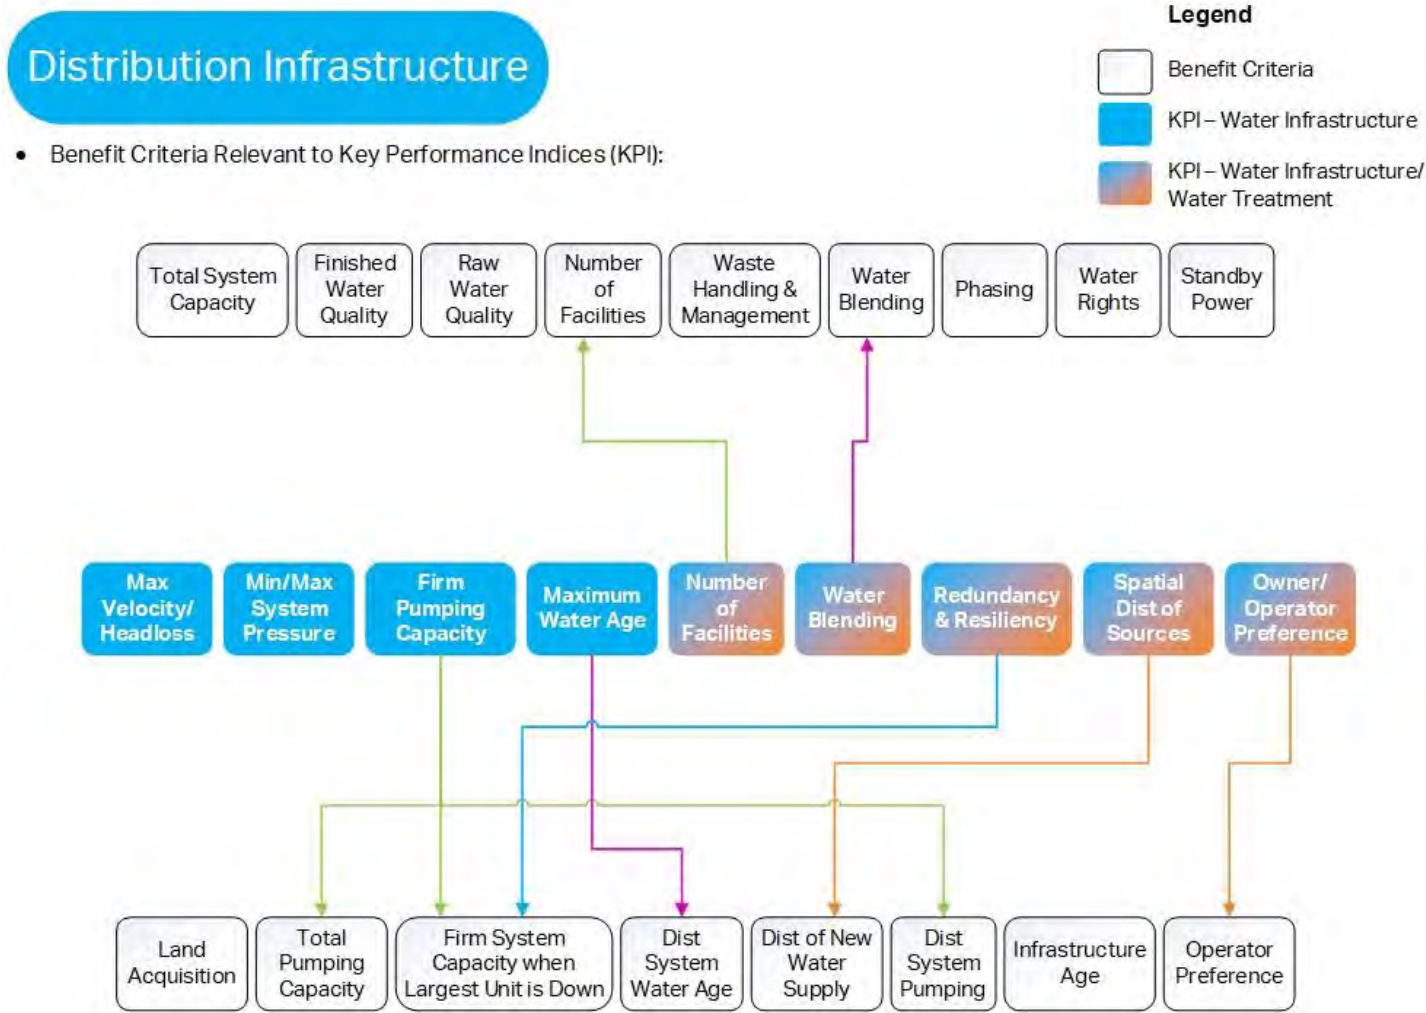 Legend
Distribution Infrastructure
Benefit Criteria
KPI – Water Infrastructure
• Benefit Criteria Relevant to Key Performance Indices (KPI):
KPI – Water Infrastructure/
Water Treatment
Total System
Capacity
Finished
Water
Quality
Raw
Water
Quality
Number
of
Facilities
Waste
Handling &
Management
Water
Blending
Phasing
Water
Rights
Standby
Power
Max
Velocity/
Headloss
Min/Max
System
Pressure
Firm
Pumping
Capacity
Maximum
Water Age
Number
of
Facilities
Water
Blending
Redundancy
& Resiliency
Spatial
Dist of
Sources
Owner/
Operator
Preference
Land
Acquisition
Total
Pumping
Capacity
Firm System
Capacity when
Largest Unit is Down
Dist
System
Water Age
Dist of New
Water
Supply
Dist
System
Pumping
Infrastructure
Age
Operator
Preference